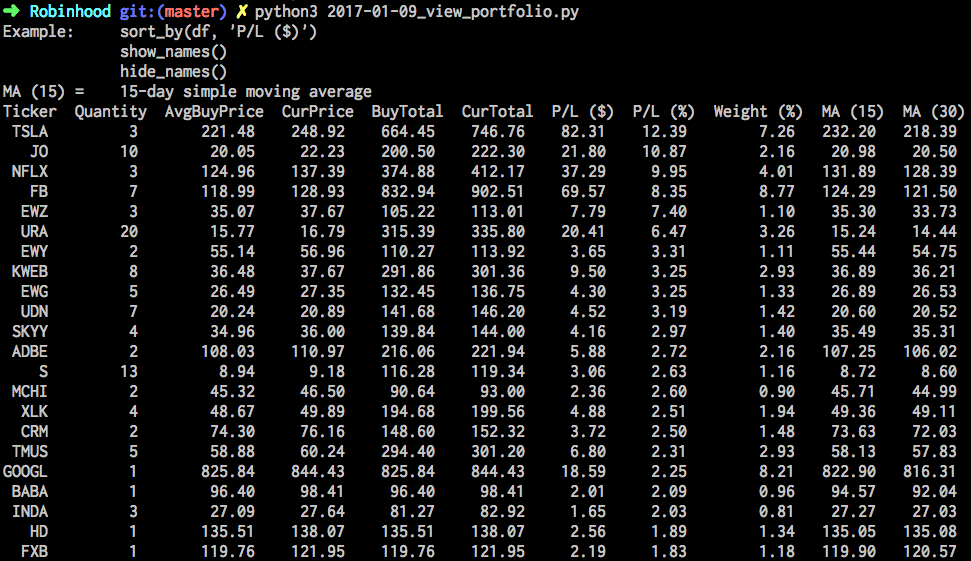 ➜ Robinhood git:(master) ✗ python3 2017-01-09_view_portfolio.py
Example: sort_by(df, 'P/L ($)')
show_names()
hide_names()
MA (15) = 15-day simple moving average
Ticker Quantity AvgBuyPrice CurPrice BuyTotal CurTotal P/L ($) P/L (%) Weight (%) MA (15) MA (30)
TSLA 3 221.48 248.92 664.45 746.76 82.31 12.39 7.26 232.20 218.39
JO 10 20.05 22.23 200.50 222.30 21.80 10.87 2.16 20.98 20.50
NFLX 3 124.96 137.39 374.88 412.17 37.29 9.95 4.01 131.89 128.39
FB 7 118.99 128.93 832.94 902.51 69.57 8.35 8.77 124.29 121.50
EWZ 3 35.07 37.67 105.22 113.01 7.79 7.40 1.10 35.30 33.73
URA 20 15.77 16.79 315.39 335.80 20.41 6.47 3.26 15.24 14.44
EWY 2 55.14 56.96 110.27 113.92 3.65 3.31 1.11 55.44 54.75
KWEB 8 36.48 37.67 291.86 301.36 9.50 3.25 2.93 36.89 36.21
EWG 5 26.49 27.35 132.45 136.75 4.30 3.25 1.33 26.89 26.53
UDN 7 20.24 20.89 141.68 146.20 4.52 3.19 1.42 20.60 20.52
SKYY 4 34.96 36.00 139.84 144.00 4.16 2.97 1.40 35.49 35.31
ADBE 2 108.03 110.97 216.06 221.94 5.88 2.72 2.16 107.25 106.02
S 13 8.94 9.18 116.28 119.34 3.06 2.63 1.16 8.72 8.60
MCHI 2 45.32 46.50 90.64 93.00 2.36 2.60 0.90 45.71 44.99
XLK 4 48.67 49.89 194.68 199.56 4.88 2.51 1.94 49.36 49.11
CRM 2 74.30 76.16 148.60 152.32 3.72 2.50 1.48 73.63 72.03
TMUS 5 58.88 60.24 294.40 301.20 6.80 2.31 2.93 58.13 57.83
GOOGL 1 825.84 844.43 825.84 844.43 18.59 2.25 8.21 822.90 816.31
BABA 1 96.40 98.41 96.40 98.41 2.01 2.09 0.96 94.57 92.04
INDA 3 27.09 27.64 81.27 82.92 1.65 2.03 0.81 27.27 27.03
HD 1 135.51 138.07 135.51 138.07 2.56 1.89 1.34 135.05 135.08
FXB 1 119.76 121.95 119.76 121.95 2.19 1.83 1.18 119.90 120.57